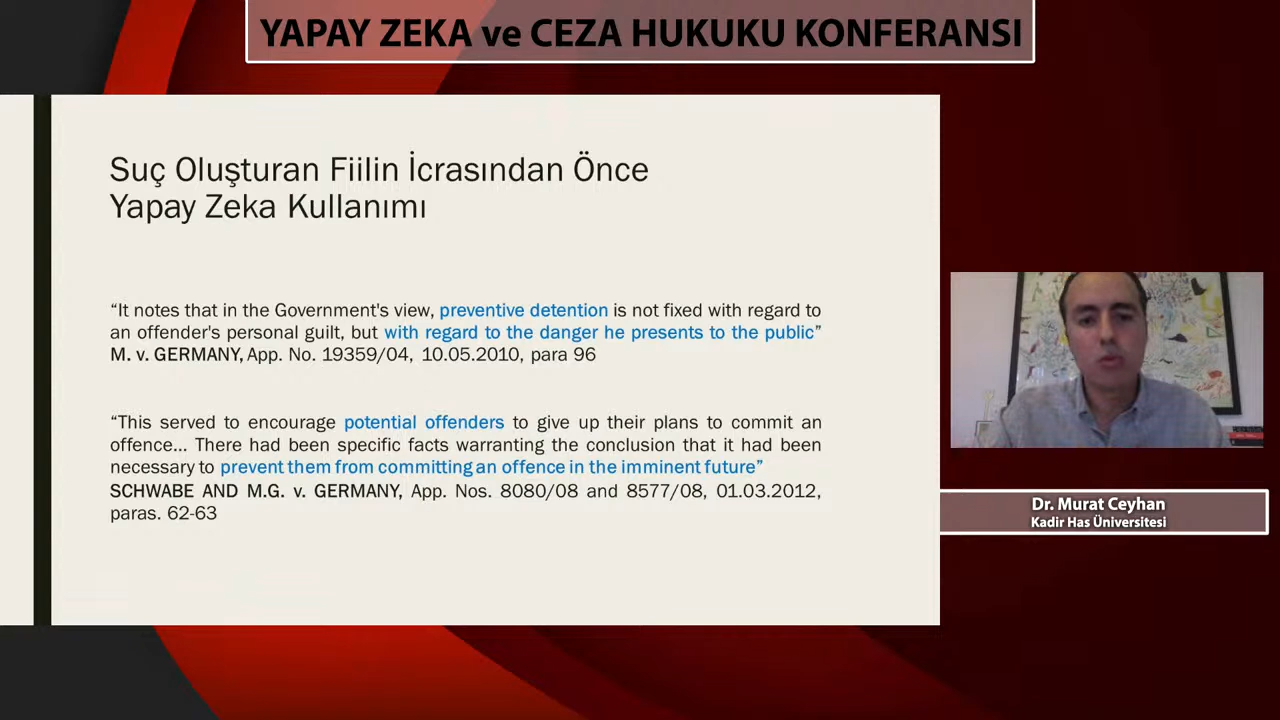 YAPAY ZEKA ve CEZA HUKUKU KONFERANSI
Suç Oluşturan Fiilin İcrasından Önce
Yapay Zeka Kullanımı
“It notes that in the Government's view, preventive detention is not fixed with regard to
an offender's personal guilt, but with regard to the danger he presents to the public”
M. v. GERMANY, App. No. 19359/04, 10.05.2010, para 96
“This served to encourage potential offenders to give up their plans to commit an
offence... There had been specific facts warranting the conclusion that it had been
necessary to prevent them from committing an offence in the imminent future”
SCHWABE AND M.G. v. GERMANY, App. Nos. 8080/08 and 8577/08, 01.03.2012,
paras. 62-63
Dr. Murat Ceyhan
Kadir Has Üniversitesi